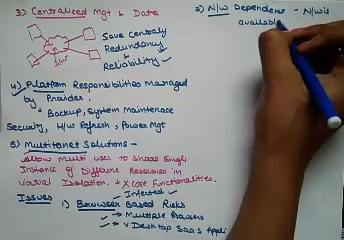 3) Centralized Mgt & Data
Save Centrally
Redundancy
Reliability ✓
S/w
4) Platform Responsibilities Managed
by Provider.
• Backup, System Maintenace
Security, H/w Refresh, Power Mgt
5) Multitanet Solutions -
Allow Multi Users to Share Single
Instance of Different Resources in
Virtual Isolation. X Core Functionalities.
Issues
Injected ✓
1) Browser Based Risks
→ Multiple Browsers
→ Desktop SaaS Appli
2) N/w Dependence - N/w is
available